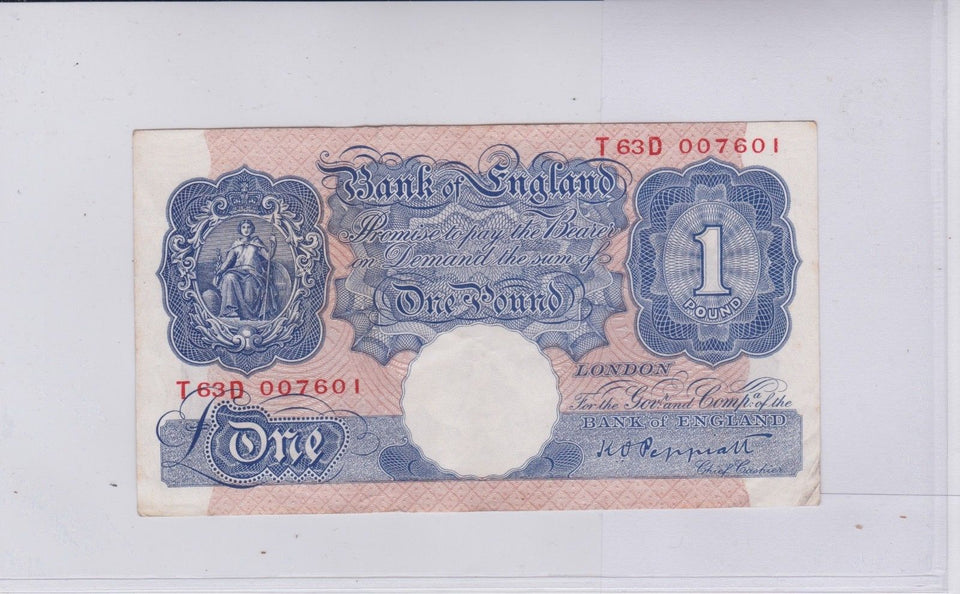 T63D 007601
Bank of England
Promise to pay the Bearer
on Demand the sum of
One Pound
1
POUND
LONDON
T63D 007601
For the Govʳ and Compᵃ of the
BANK of ENGLAND
£One
K O Peppiatt
Chief Cashier